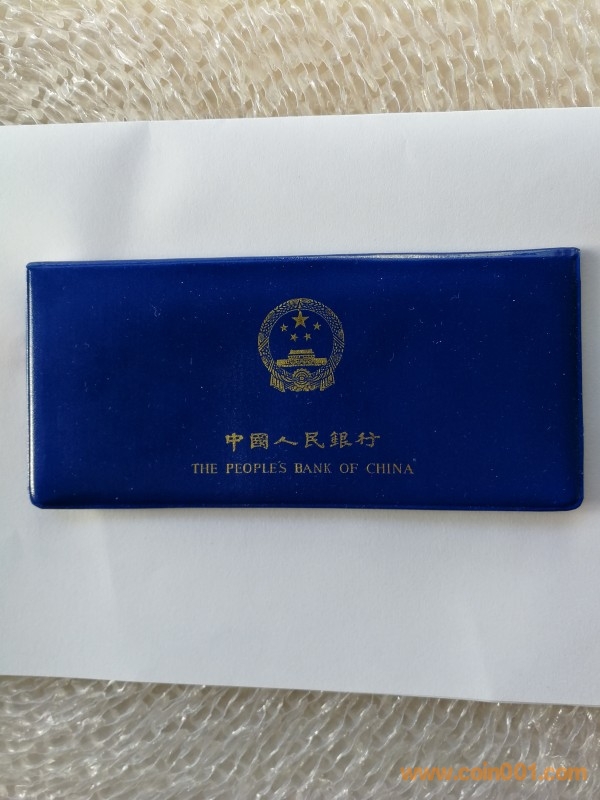 中國人民銀行
THE PEOPLE'S BANK OF CHINA
www.coin001.com